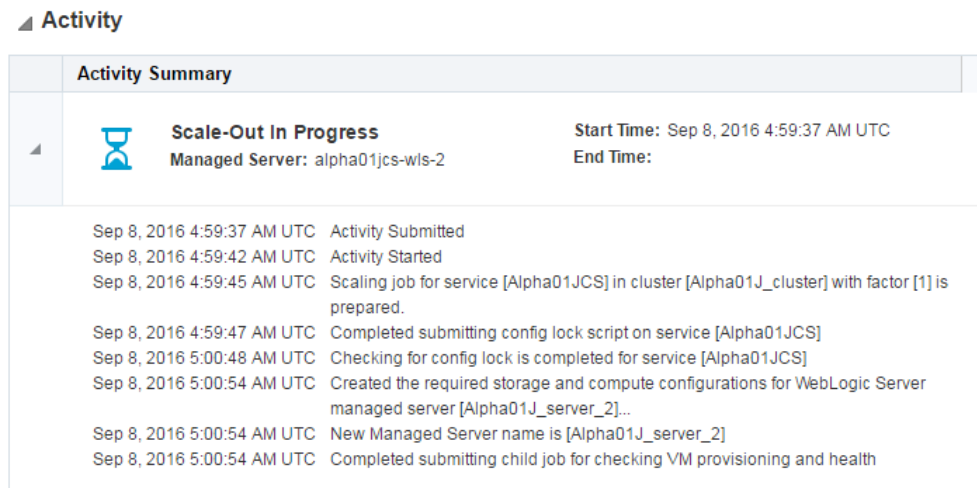 Activity
Activity Summary
Scale-Out In Progress
Managed Server: alpha01jcs-wls-2
Start Time: Sep 8, 2016 4:59:37 AM UTC
End Time:
Sep 8, 2016 4:59:37 AM UTC Activity Submitted
Sep 8, 2016 4:59:42 AM UTC Activity Started
Sep 8, 2016 4:59:45 AM UTC Scaling job for service [Alpha01JCS] in cluster [Alpha01J_cluster] with factor [1] is
prepared.
Sep 8, 2016 4:59:47 AM UTC Completed submitting config lock script on service [Alpha01JCS]
Sep 8, 2016 5:00:48 AM UTC Checking for config lock is completed for service [Alpha01JCS]
Sep 8, 2016 5:00:54 AM UTC Created the required storage and compute configurations for WebLogic Server
managed server [Alpha01J_server_2]...
Sep 8, 2016 5:00:54 AM UTC New Managed Server name is [Alpha01J_server_2]
Sep 8, 2016 5:00:54 AM UTC Completed submitting child job for checking VM provisioning and health